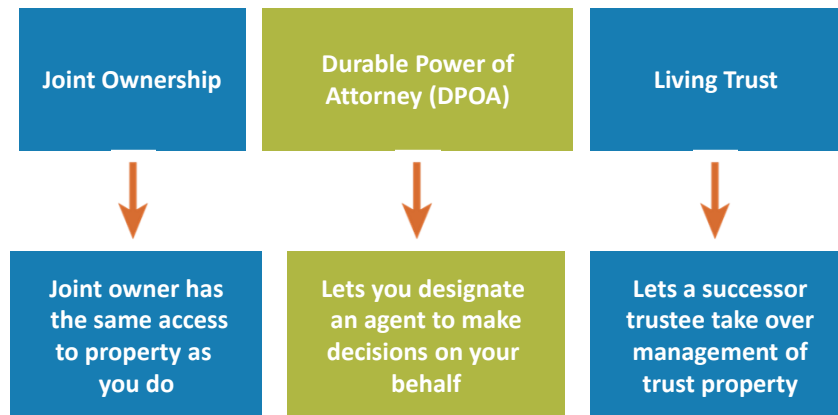 Joint Ownership
Durable Power of
Attorney (DPOA)
Living Trust
Joint owner has
the same access
to property as
you do
Lets you designate
an agent to make
decisions on your
behalf
Lets a successor
trustee take over
management of
trust property